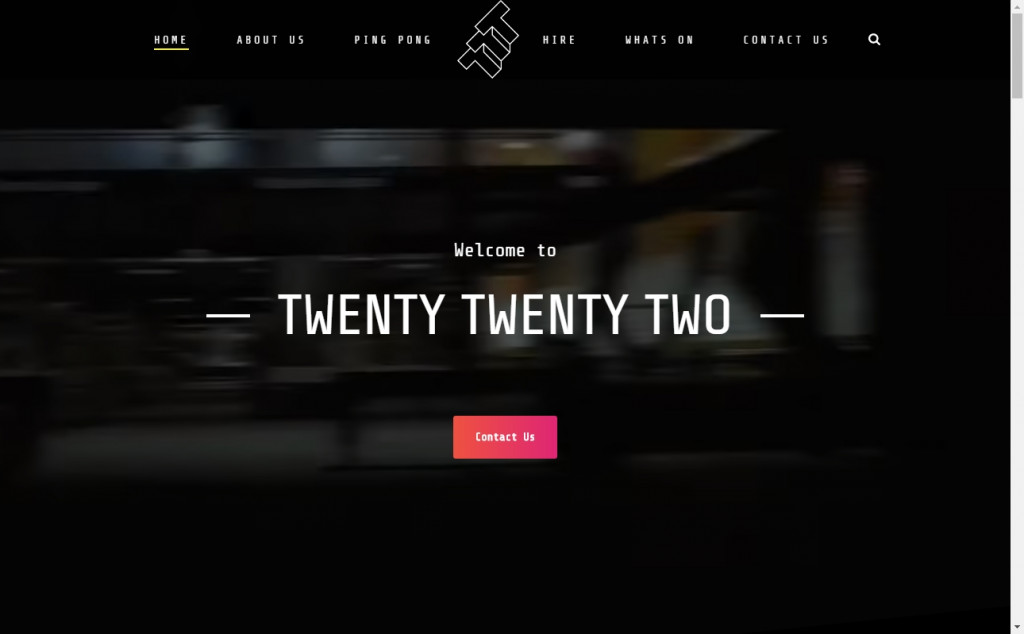 HOME
ABOUT US
PING PONG
HIRE
WHATS ON
CONTACT US
Welcome to
TWENTY TWENTY TWO
Contact Us